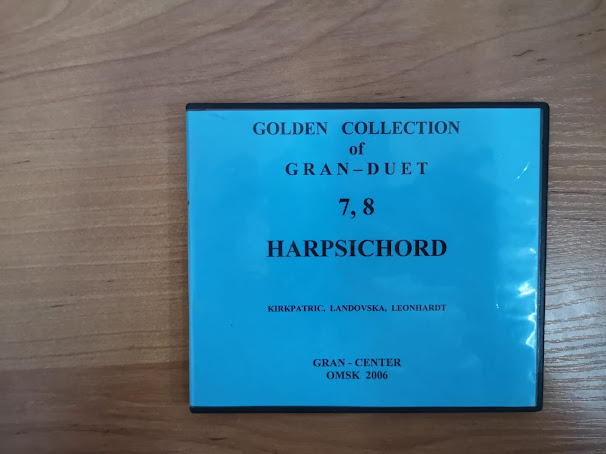 GOLDEN COLLECTION
of
GRAN-DUET
7, 8
HARPSICHORD
KIRKPATRIC, LANDOVSKA, LEONHARDT
GRAN - CENTER
OMSK 2006